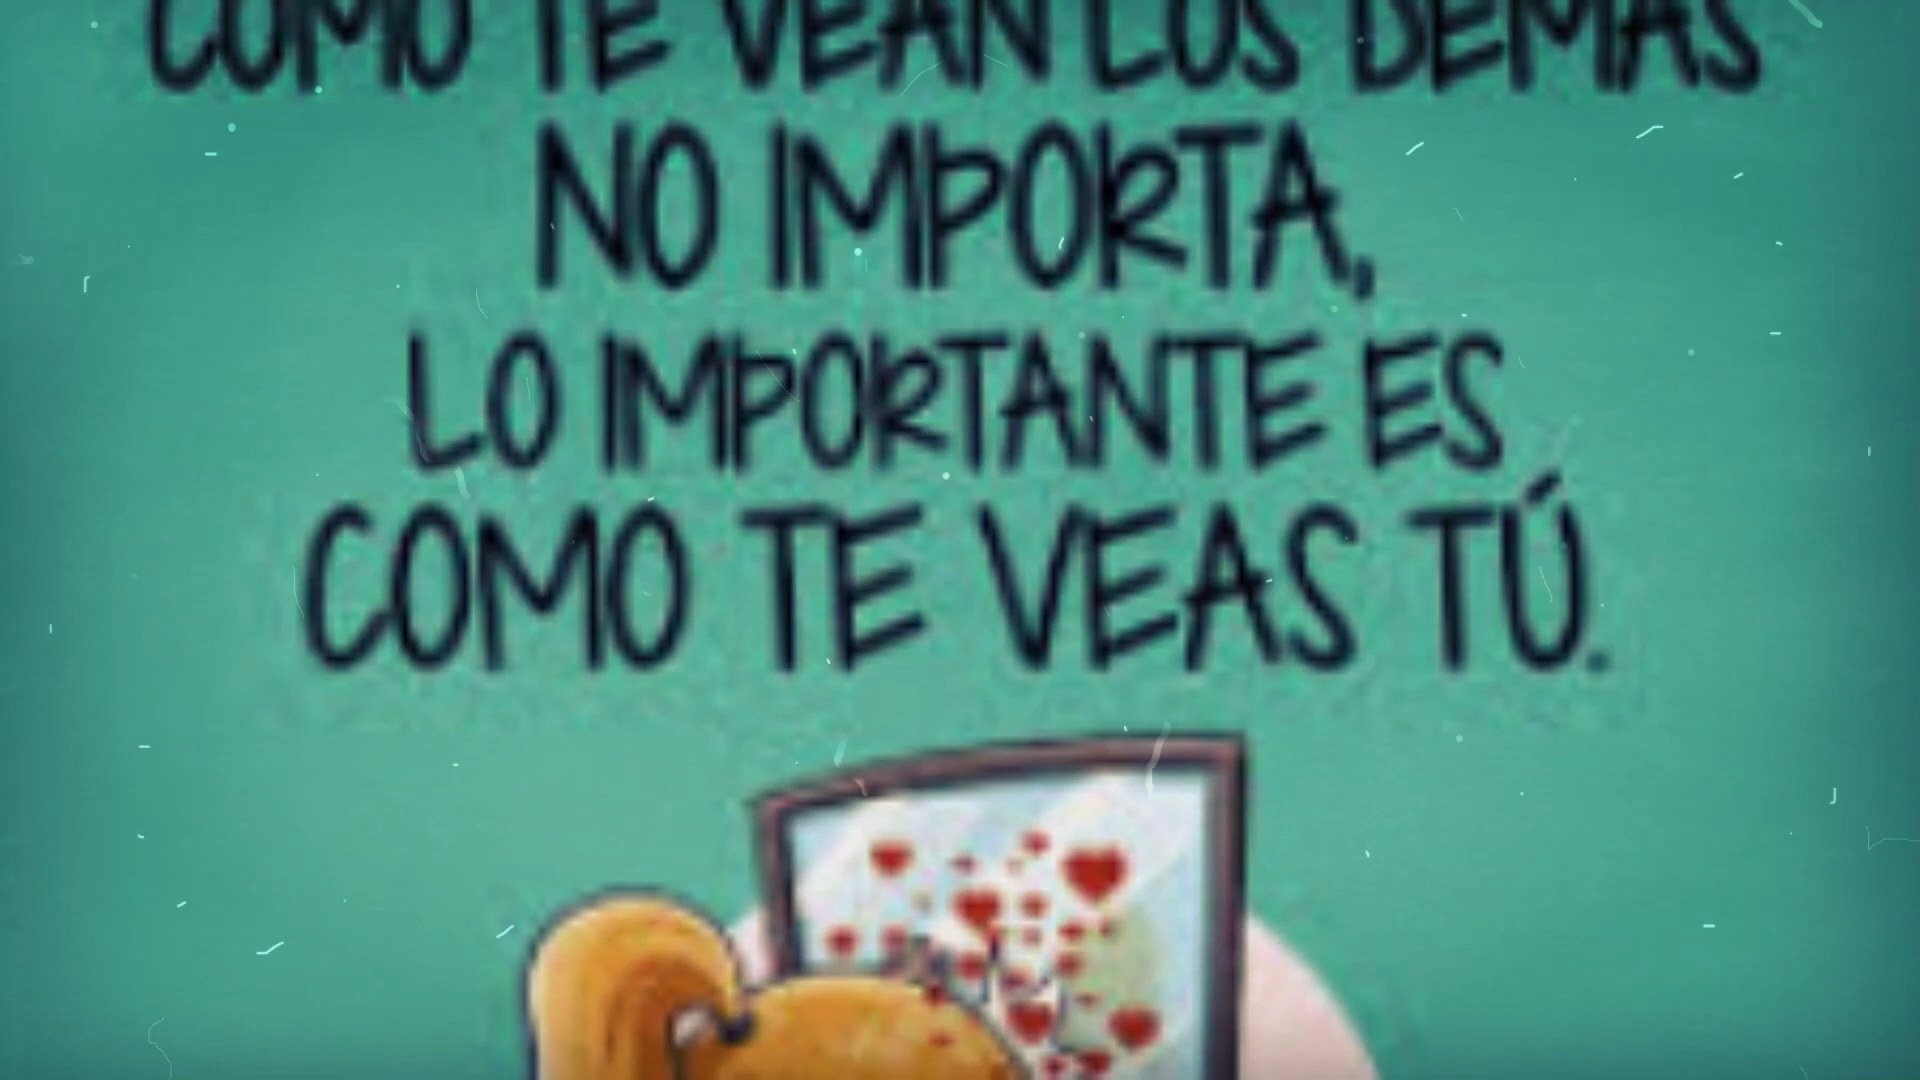 COMO TE VEAN LOS DEMÁS
NO IMPORTA,
LO IMPORTANTE ES
COMO TE VEAS TÚ.